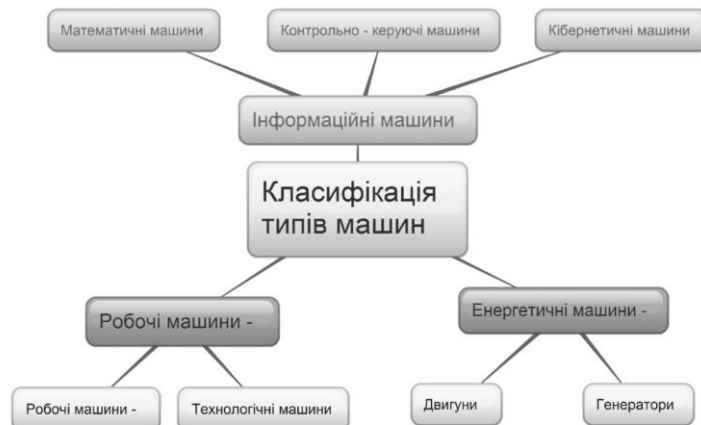 Математичні машини
Контрольно - керуючі машини
Кібернетичні машини
Інформаційні машини
Класифікація
типів машин
Робочі машини -
Енергетичні машини -
Робочі машини -
Технологічні машини
Двигуни
Генератори